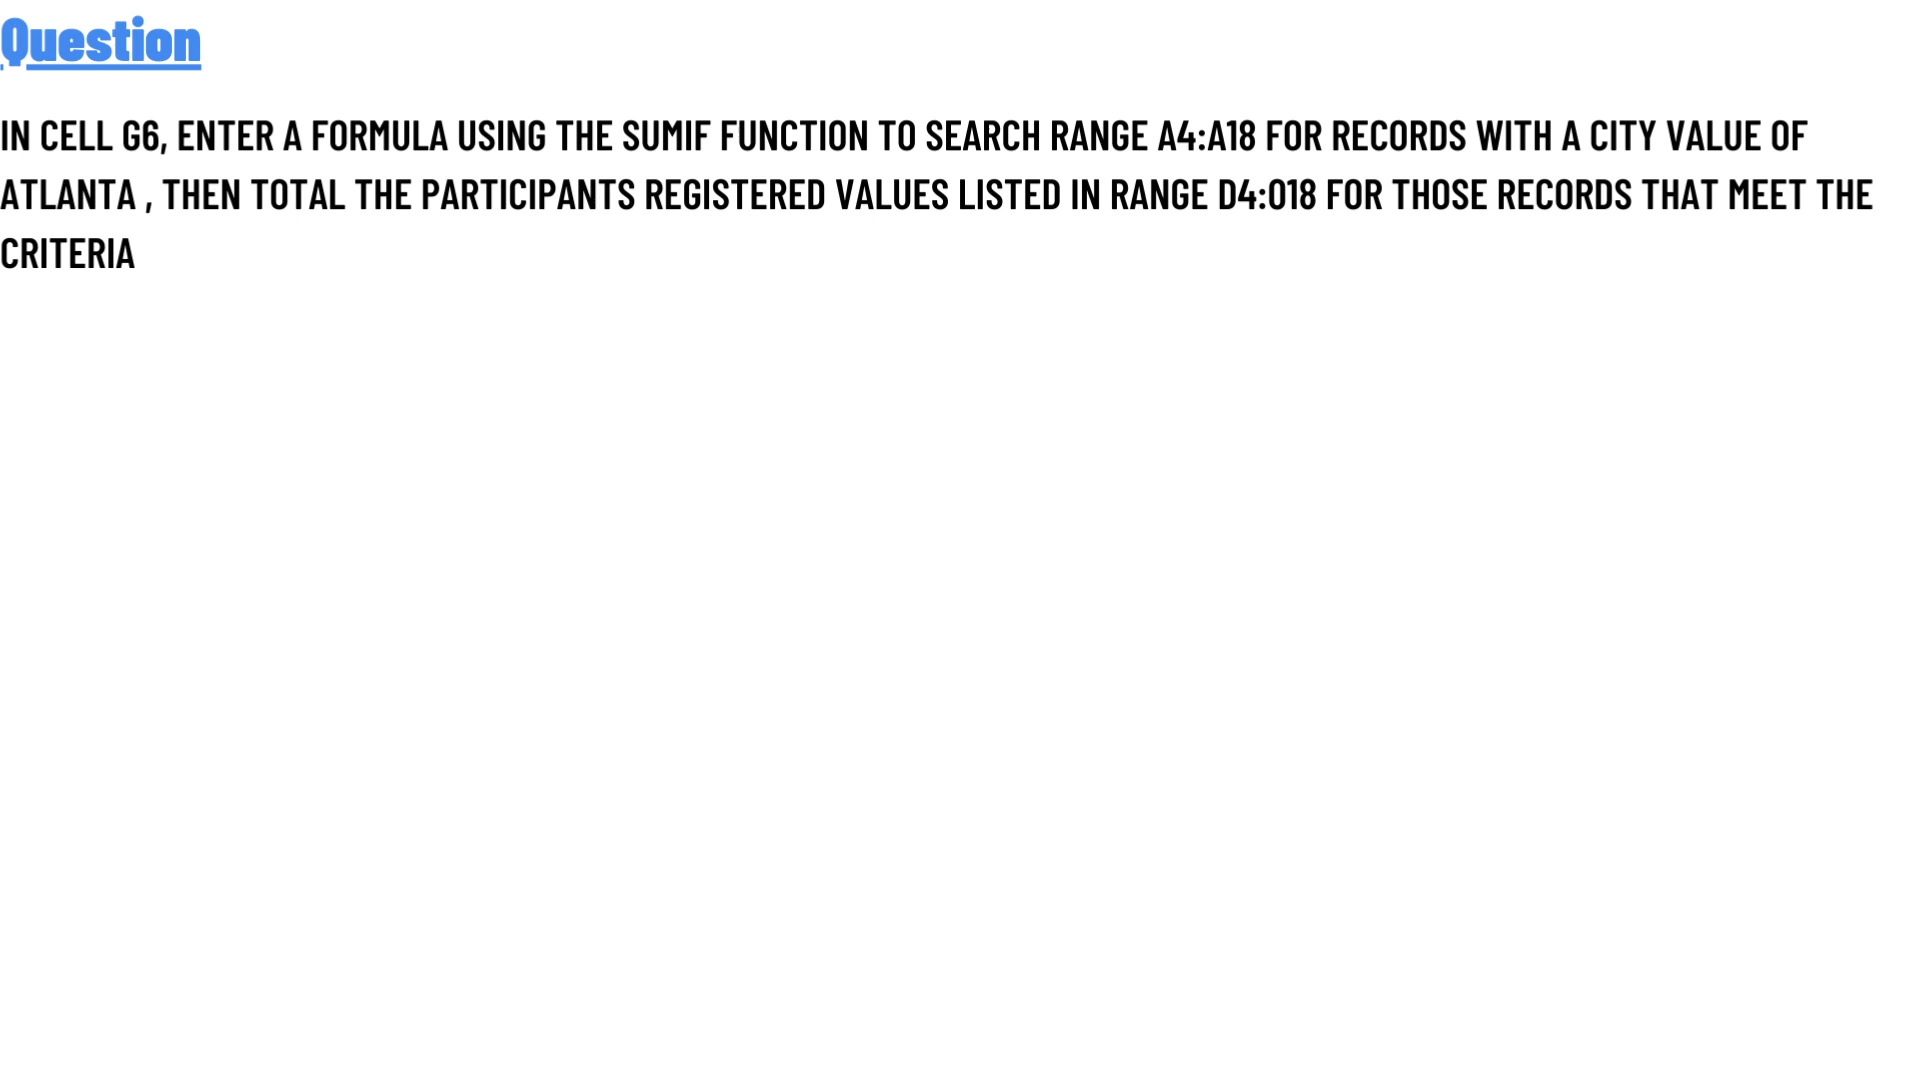 Question
IN CELL G6, ENTER A FORMULA USING THE SUMIF FUNCTION TO SEARCH RANGE A4:A18 FOR RECORDS WITH A CITY VALUE OF
ATLANTA , THEN TOTAL THE PARTICIPANTS REGISTERED VALUES LISTED IN RANGE D4:O18 FOR THOSE RECORDS THAT MEET THE
CRITERIA